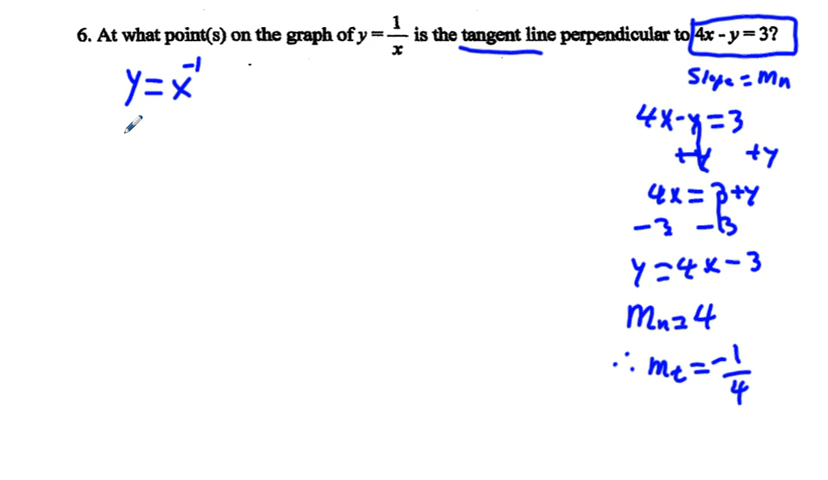 6. At what point(s) on the graph of y = 1/x is the tangent line perpendicular to 4x - y = 3?
y = x⁻¹
Slope = mn
4x - y = 3
+y +y
4x = 3 + y
-3 -3
y = 4x - 3
mn = 4
∴ mt = -1/4